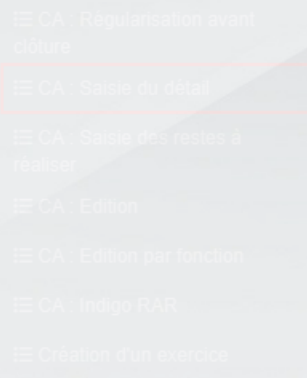 CA : Régularisation avant
clôture
CA : Saisie du détail
CA : Saisie des restes à
réaliser
CA : Edition
CA : Edition par fonction
CA : Indigo RAR
Création d'un exercice